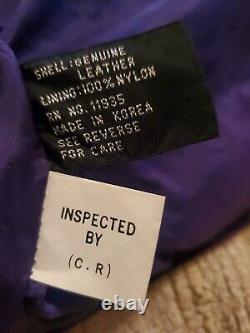 SHELL:GENUINE
LEATHER
LINING:100% NYLON
RN NO. 11935
MADE IN KOREA
SEE REVERSE
FOR CARE
INSPECTED
BY
(C.R)